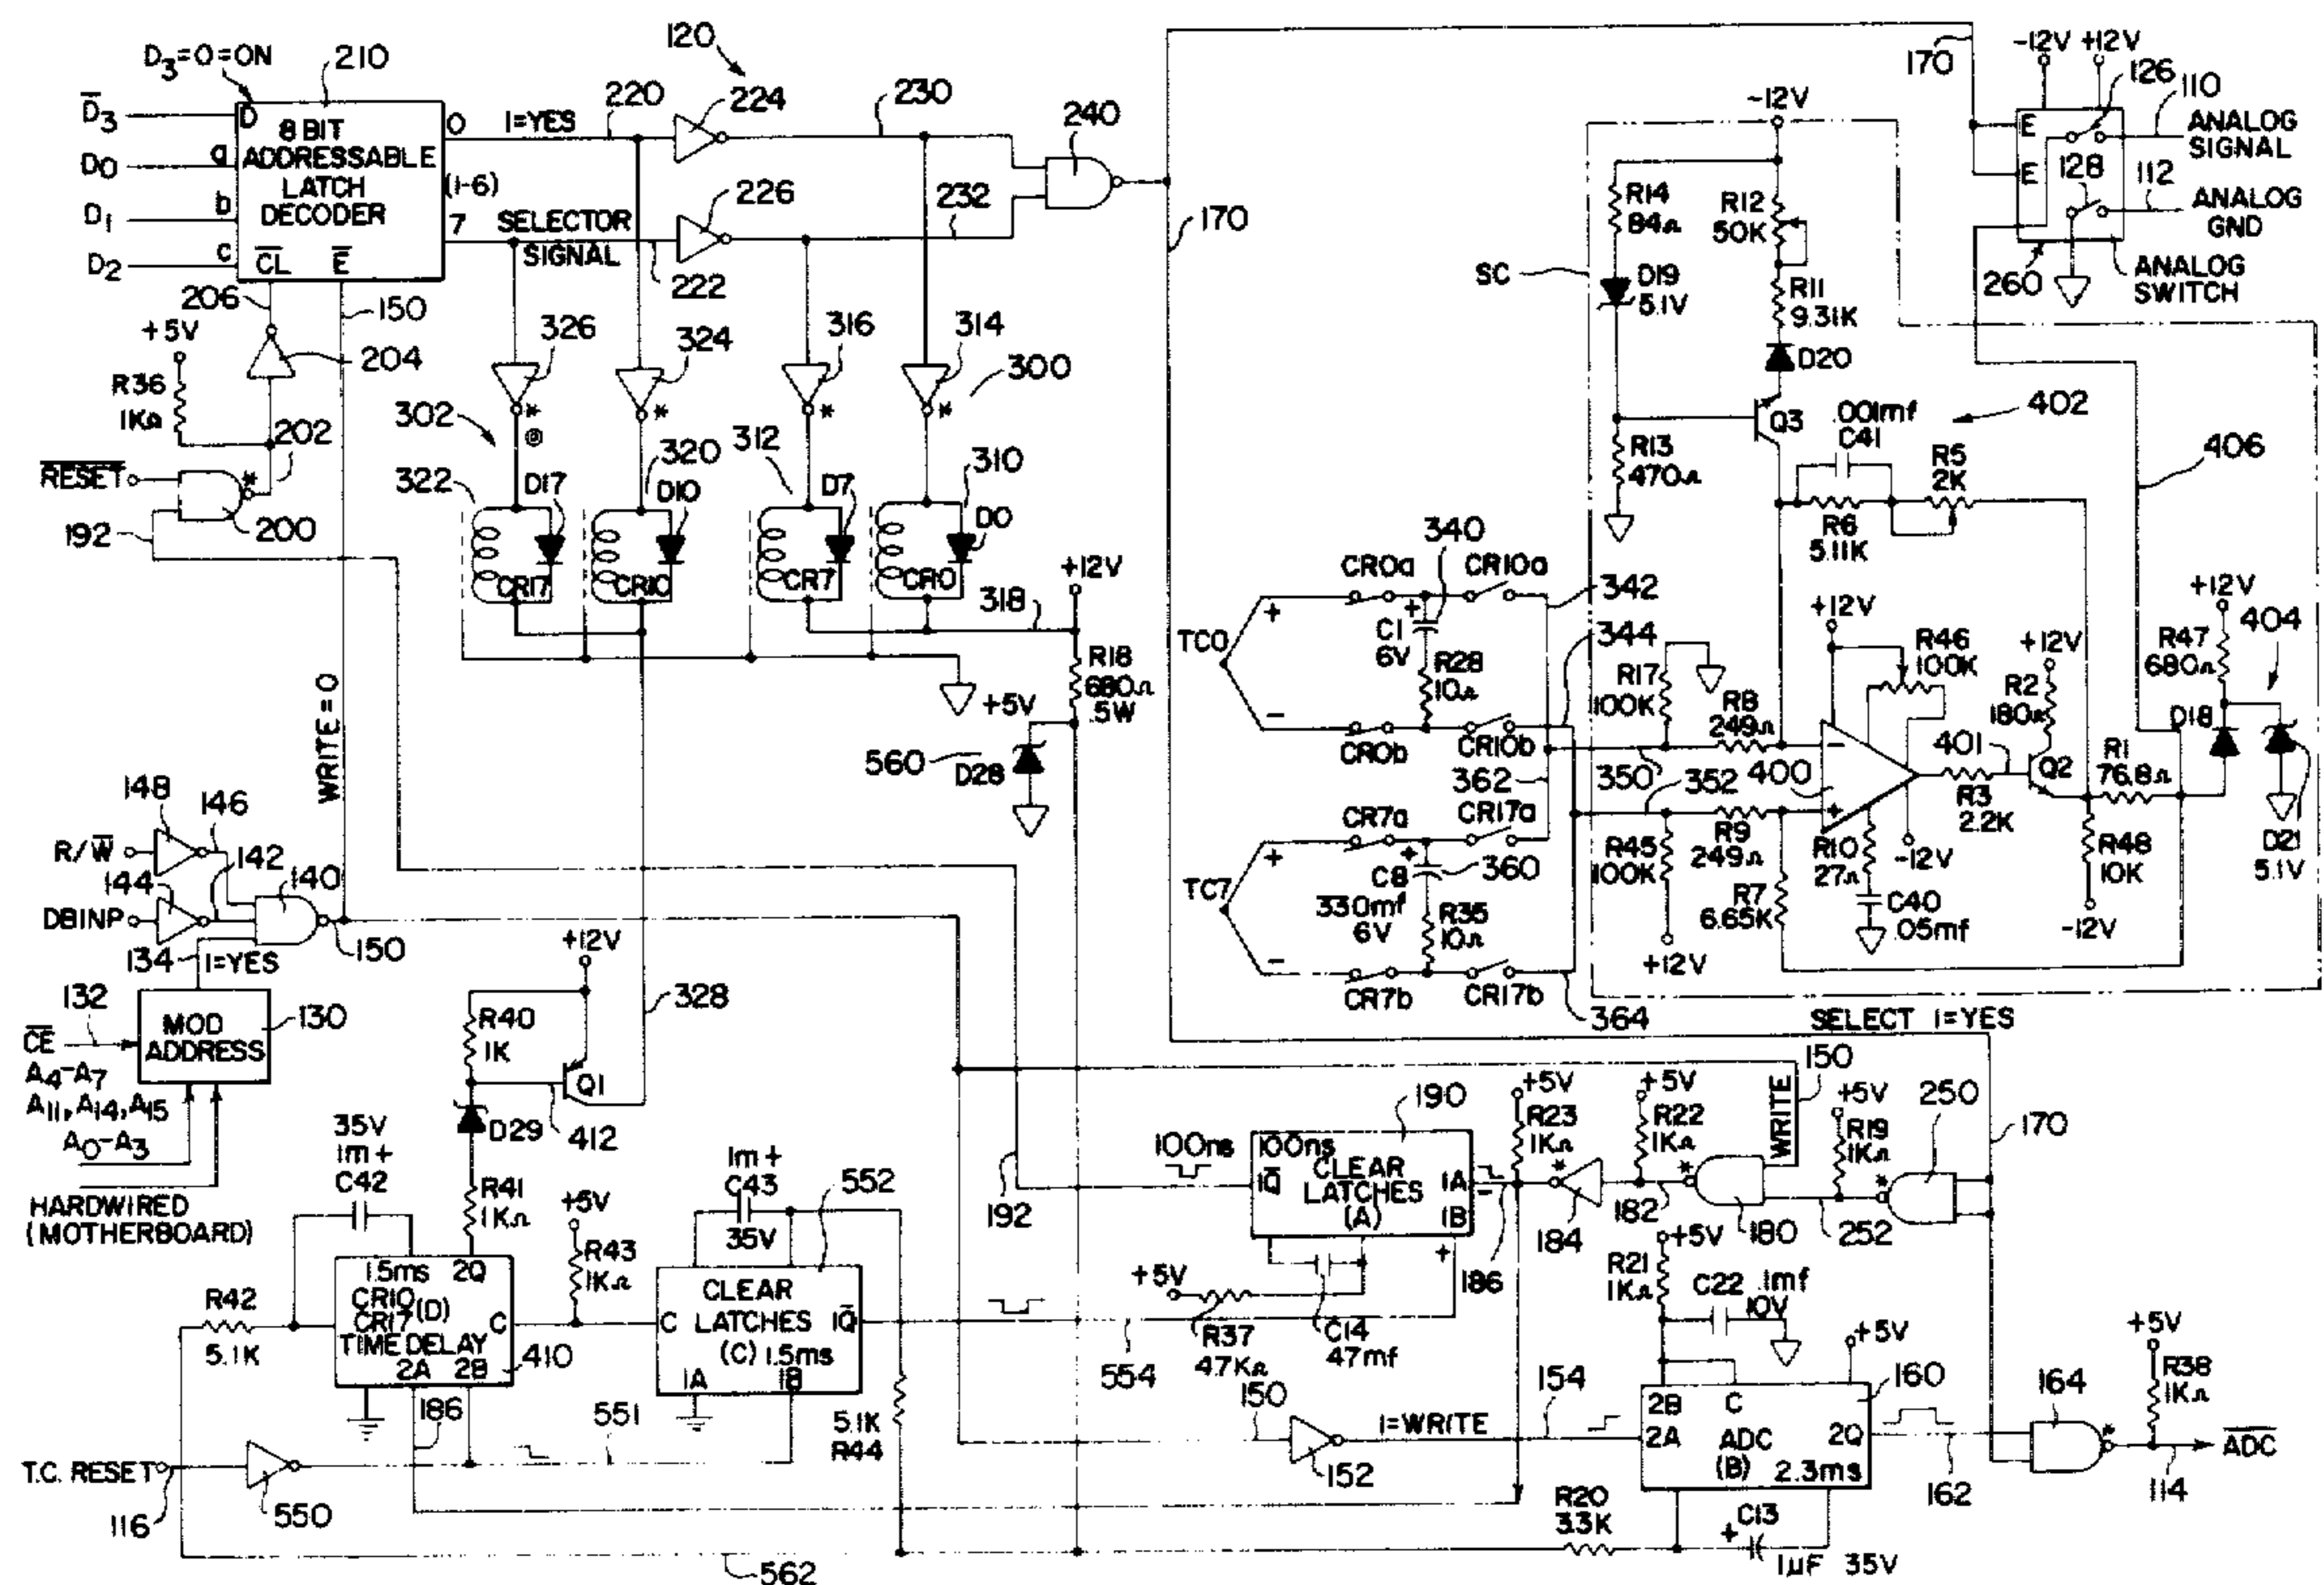 D3=0=ON
210
120
D̅3
D0
D1
D2
D
a
b
c
8 BIT
ADDRESSABLE
LATCH
DECODER
C̅L̅
E̅
0
(1-6)
7
1=YES
220
224
230
240
SELECTOR
SIGNAL
222
226
232
170
170
-12V
+12V
126
110
E
E
ANALOG
SIGNAL
128
112
ANALOG
GND
260
ANALOG
SWITCH
206
150
+5V
204
R36
1KΩ
202
R̅E̅S̅E̅T̅
*
192
200
326
324
316
314
300
302
*
@
*
*
*
322
320
312
310
D17
D10
D7
D0
CR17
CR10
CR7
CR0
318
+12V
R18
680Ω
.5W
+5V
560
D28
SC
-12V
R14
84Ω
R12
50K
D19
5.1V
R11
9.31K
D20
Q3
R13
470Ω
.001mf
C41
402
R5
2K
R6
5.11K
406
340
CR0a
CR10a
342
+
TC0
+
C1
6V
R28
10Ω
344
-
CR0b
CR10b
R17
100K
R8
249Ω
350
352
400
362
+12V
R46
100K
+12V
R2
180Ω
401
Q2
-
+
R3
2.2K
R1
76.8Ω
+12V
R47
680Ω
404
D18
D21
5.1V
CR7a
CR17a
+
TC7
+
C8
330mf
6V
360
R35
10Ω
-
CR7b
CR17b
364
R45
100K
+12V
R9
249Ω
R7
6.65K
R10
27Ω
-12V
C40
.05mf
R48
10K
-12V
WRITE=0
148
146
R/W̅
142
144
140
DBINP
134
1=YES
150
132
130
C̅E̅
MOD
ADDRESS
A4-A7
A11, A14, A15
A0-A3
HARDWIRED
(MOTHERBOARD)
+12V
R40
1K
Q1
328
D29
412
35V
1m +
C42
R41
1KΩ
+5V
R43
1KΩ
1m +
C43
35V
552
R42
5.1K
1.5ms 2Q
CR10
CR17 (D)
TIME DELAY
C
2A 2B
410
CLEAR
C LATCHES 1Q̅
(C) 1.5ms
1A 1B
186
551
5.1K
R44
T.C. RESET
116
550
562
SELECT 1=YES
150
WRITE
190
100ns
100ns
1Q̅
CLEAR
LATCHES
(A)
1A
1B
-
+
192
+5V
R23
1KΩ
+5V
R22
1KΩ
+5V
R19
1KΩ
250
170
*
*
*
186
184
182
180
252
+5V
R37
47KΩ
C14
47mf
554
+5V
R21
1KΩ
C22
.1mf
10V
+5V
150
152
1=WRITE
154
160
2B C
2A ADC 2Q
(B)
2.3ms
162
164
+5V
R38
1KΩ
*
A̅D̅C̅
114
R20
3.3K
+
C13
1μF 35V